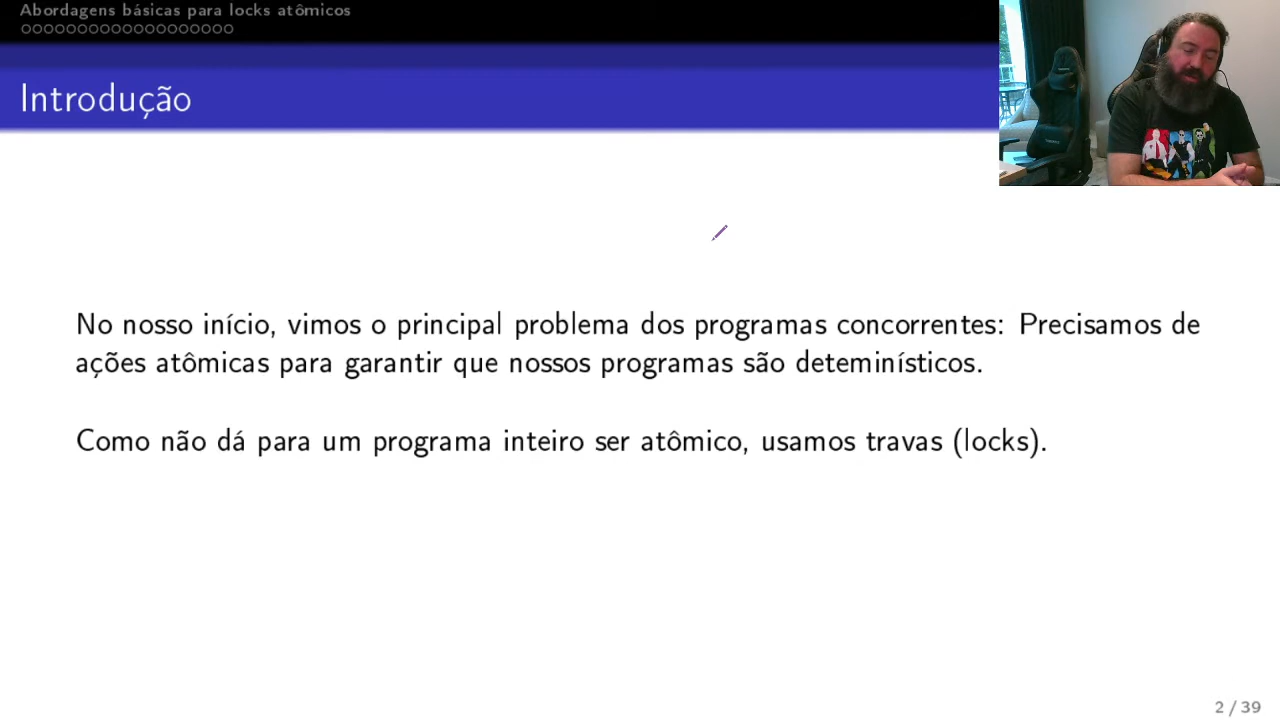 Abordagens básicas para locks atômicos
Introdução
No nosso início, vimos o principal problema dos programas concorrentes: Precisamos de
ações atômicas para garantir que nossos programas são deteminísticos.
Como não dá para um programa inteiro ser atômico, usamos travas (locks).
2 / 39